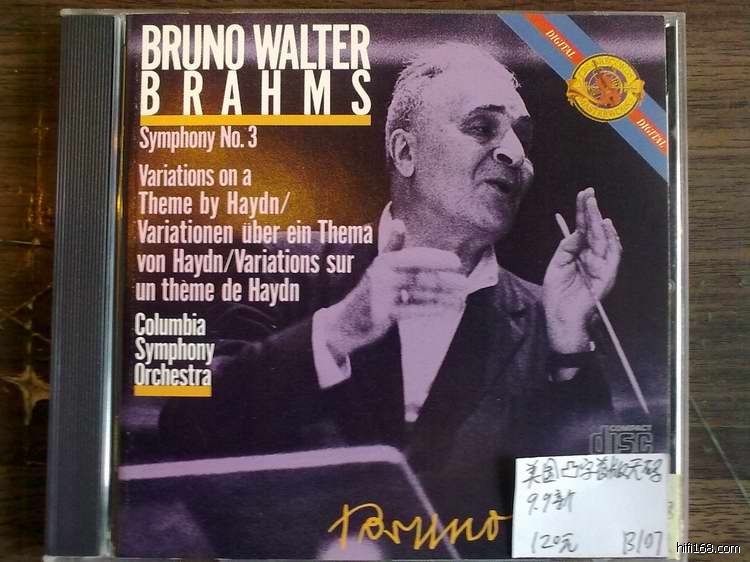 BRUNO WALTER
BRAHMS
Symphony No. 3
Variations on a
Theme by Haydn/
Variationen über ein Thema
von Haydn/Variations sur
un thème de Haydn
Columbia
Symphony
Orchestra
DIGITAL
DIGITAL
COMPACT
disc
Bruno
美国凸字首版无码
9.9新
120元 B/07
hifi168.com